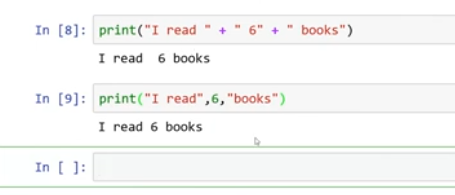 In [8]: print("I read " + " 6" + " books")
I read  6 books
In [9]: print("I read",6,"books")
I read 6 books
In [ ]: